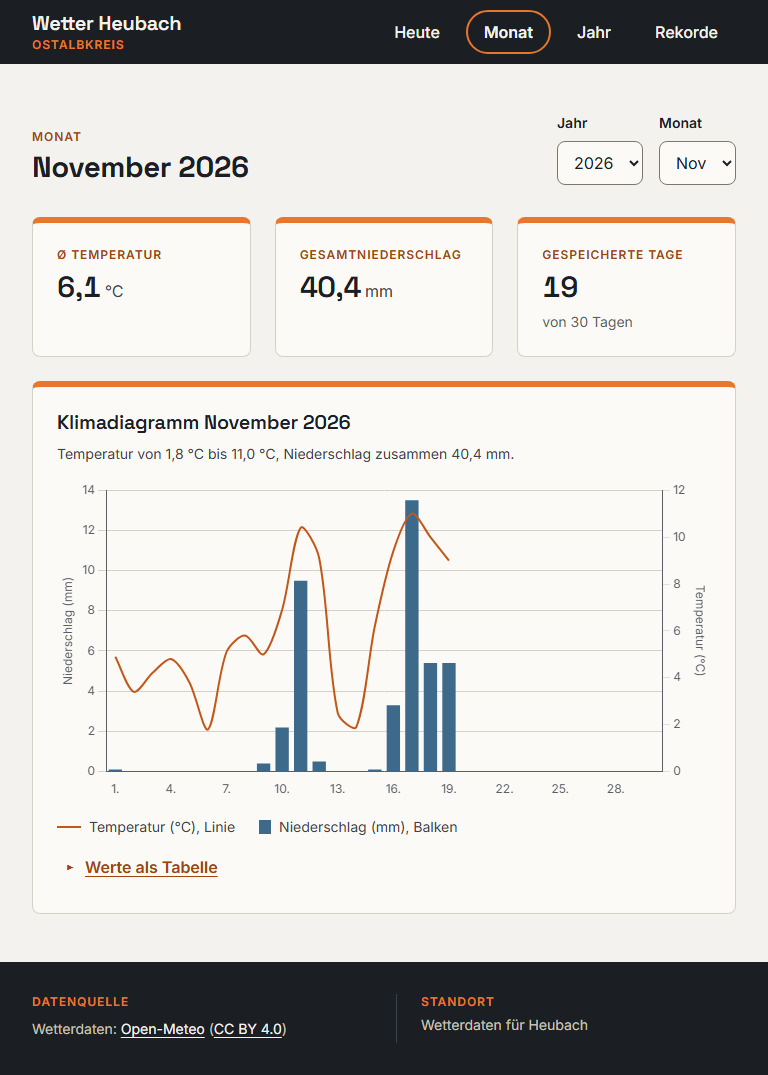 Wetter Heubach
OSTALBKREIS
Heute Monat Jahr Rekorde
MONAT
November 2026
Jahr Monat
2026 Nov
Ø TEMPERATUR
6,1 °C
GESAMTNIEDERSCHLAG
40,4 mm
GESPEICHERTE TAGE
19
von 30 Tagen
Klimadiagramm November 2026
Temperatur von 1,8 °C bis 11,0 °C, Niederschlag zusammen 40,4 mm.
Niederschlag (mm)
14
12
10
8
6
4
2
0
12
10
8
6
4
2
0
Temperatur (°C)
1. 4. 7. 10. 13. 16. 19. 22. 25. 28.
Temperatur (°C), Linie Niederschlag (mm), Balken
Werte als Tabelle
DATENQUELLE
Wetterdaten: Open-Meteo (CC BY 4.0)
STANDORT
Wetterdaten für Heubach